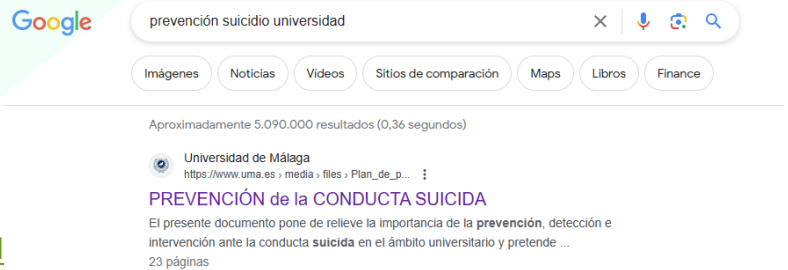 Google
prevención suicidio universidad
Imágenes Noticias Vídeos Sitios de comparación Maps Libros Finance
Aproximadamente 5.090.000 resultados (0,36 segundos)
Universidad de Málaga
https://www.uma.es › media › files › Plan_de_p...
PREVENCIÓN de la CONDUCTA SUICIDA
El presente documento pone de relieve la importancia de la prevención, detección e
intervención ante la conducta suicida en el ámbito universitario y pretende ...
23 páginas